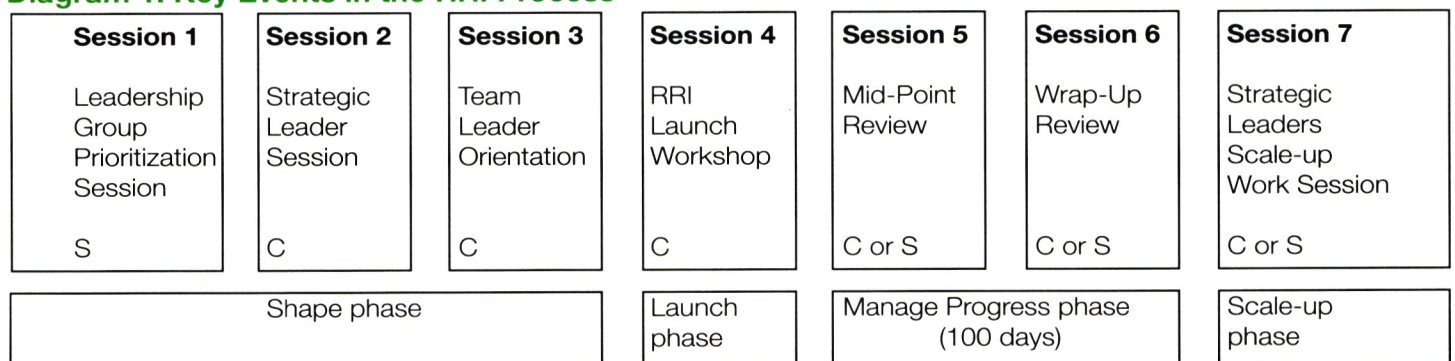 Session 1
Leadership
Group
Prioritization
Session
S
Session 2
Strategic
Leader
Session
C
Session 3
Team
Leader
Orientation
C
Session 4
RRI
Launch
Workshop
C
Session 5
Mid-Point
Review
C or S
Session 6
Wrap-Up
Review
C or S
Session 7
Strategic
Leaders
Scale-up
Work Session
C or S
Shape phase
Launch
phase
Manage Progress phase
(100 days)
Scale-up
phase